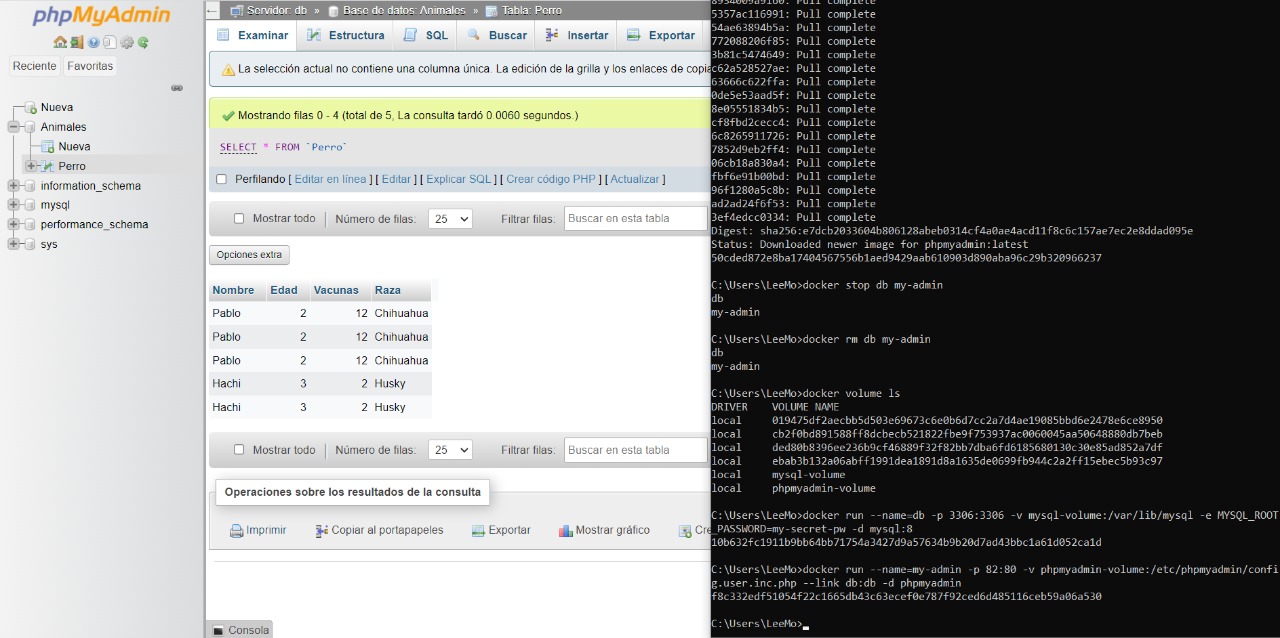 phpMyAdmin
Reciente Favoritas
Nueva
Animales
Nueva
Perro
information_schema
mysql
performance_schema
sys
Servidor: db » Base de datos: Animales » Tabla: Perro
Examinar Estructura SQL Buscar Insertar Exportar
La selección actual no contiene una columna única. La edición de la grilla y los enlaces de copia
Mostrando filas 0 - 4 (total de 5, La consulta tardó 0.0060 segundos.)
SELECT * FROM `Perro`
Perfilando [ Editar en línea ] [ Editar ] [ Explicar SQL ] [ Crear código PHP ] [ Actualizar ]
Mostrar todo Número de filas: 25 Filtrar filas: Buscar en esta tabla
Opciones extra
Nombre Edad Vacunas Raza
Pablo 2 12 Chihuahua
Pablo 2 12 Chihuahua
Pablo 2 12 Chihuahua
Hachi 3 2 Husky
Hachi 3 2 Husky
Mostrar todo Número de filas: 25 Filtrar filas: Buscar en esta tabla
Operaciones sobre los resultados de la consulta
Imprimir Copiar al portapapeles Exportar Mostrar gráfico Cre
Consola
5357ac116991: Pull complete
54ae63894b5a: Pull complete
772088206f85: Pull complete
3b81c5474649: Pull complete
c62a528527ae: Pull complete
63666c622ffa: Pull complete
0de5e53aad5f: Pull complete
8e05551834b5: Pull complete
cf8fbd2cecc4: Pull complete
6c8265911726: Pull complete
7852d9eb2ff4: Pull complete
06cb18a830a4: Pull complete
fbf6e91b00bd: Pull complete
96f1280a5c8b: Pull complete
ad2ad24f6f53: Pull complete
3ef4edcc0334: Pull complete
Digest: sha256:e7dcb2033604b806128abeb0314cf4a0ae4acd11f8c6c157ae7ec2e8ddad095e
Status: Downloaded newer image for phpmyadmin:latest
50cded872e8ba17404567556b1aed9429aab610903d890aba96c29b320966237
C:\Users\LeeMo>docker stop db my-admin
db
my-admin
C:\Users\LeeMo>docker rm db my-admin
db
my-admin
C:\Users\LeeMo>docker volume ls
DRIVER VOLUME NAME
local 019475df2aecbb5d503e69673c6e0b6d7cc2a7d4ae19085bbd6e2478e6ce8950
local cb2f0bd891588ff8dcbecb521822fbe9f753937ac0060045aa50648880db7beb
local ded80b8396ee236b9cf46889f32f82bb7dba6fd618568130c30e85ad852a7df
local ebab3b132a06abff1991dea1891d8a1635de0699fb944c2a2ff15ebec5b93c97
local mysql-volume
local phpmyadmin-volume
C:\Users\LeeMo>docker run --name=db -p 3306:3306 -v mysql-volume:/var/lib/mysql -e MYSQL_ROOT
_PASSWORD=my-secret-pw -d mysql:8
10b632fc1911b9bb64bb71754a3427d9a57634b9b20d7ad43bbc1a61d052ca1d
C:\Users\LeeMo>docker run --name=my-admin -p 82:80 -v phpmyadmin-volume:/etc/phpmyadmin/confi
g.user.inc.php --link db:db -d phpmyadmin
f8c332edf51054f22c1665db43c63ecef0e787f92ced6d485116ceb59a06a530
C:\Users\LeeMo>